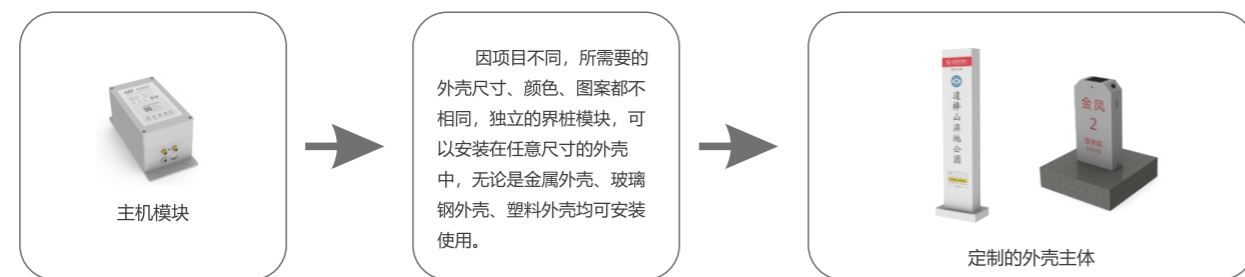 主机模块
因项目不同，所需要的
外壳尺寸、颜色、图案都不
相同，独立的界桩模块，可
以安装在任意尺寸的外壳
中，无论是金属外壳、玻璃
钢外壳、塑料外壳均可安装
使用。
湿地公园
金凤
2
定制的外壳主体